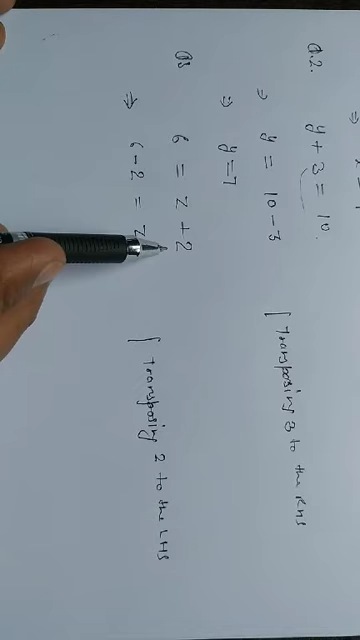 Q.2. y + 3 = 10.
⇒ y = 10 - 3 [Transposing 3 to the RHS
⇒ y = 7
Q3 6 = z + 2
⇒ 6 - 2 = z [Transposing 2 to the LHS